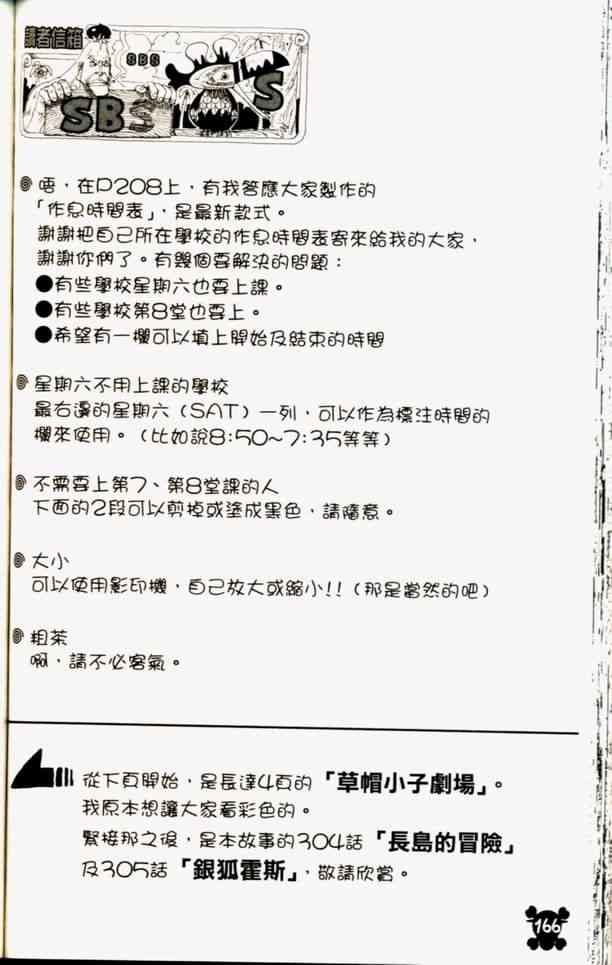 讀者信箱
SBS
SBS
S
唔，在P208上，有我答應大家製作的
「作息時間表」，是最新款式。
謝謝把自己所在學校的作息時間表寄來給我的大家，
謝謝你們了。有幾個要解決的問題：
●有些學校星期六也要上課。
●有些學校第8堂也要上。
●希望有一欄可以填上開始及結束的時間
星期六不用上課的學校
最右邊的星期六（SAT）一列，可以作為標注時間的
欄來使用。（比如說8:50~7:35等等）
不需要上第7、第8堂課的人
下面的2段可以剪掉或塗成黑色，請隨意。
大小
可以使用影印機，自己放大或縮小!!（那是當然的吧）
粗茶
啊，請不必客氣。
從下頁開始，是長達4頁的「草帽小子劇場」。
我原本想讓大家看彩色的。
緊接那之後，是本故事的304話「長島的冒險」
及305話「銀狐霍斯」，敬請欣賞。
166